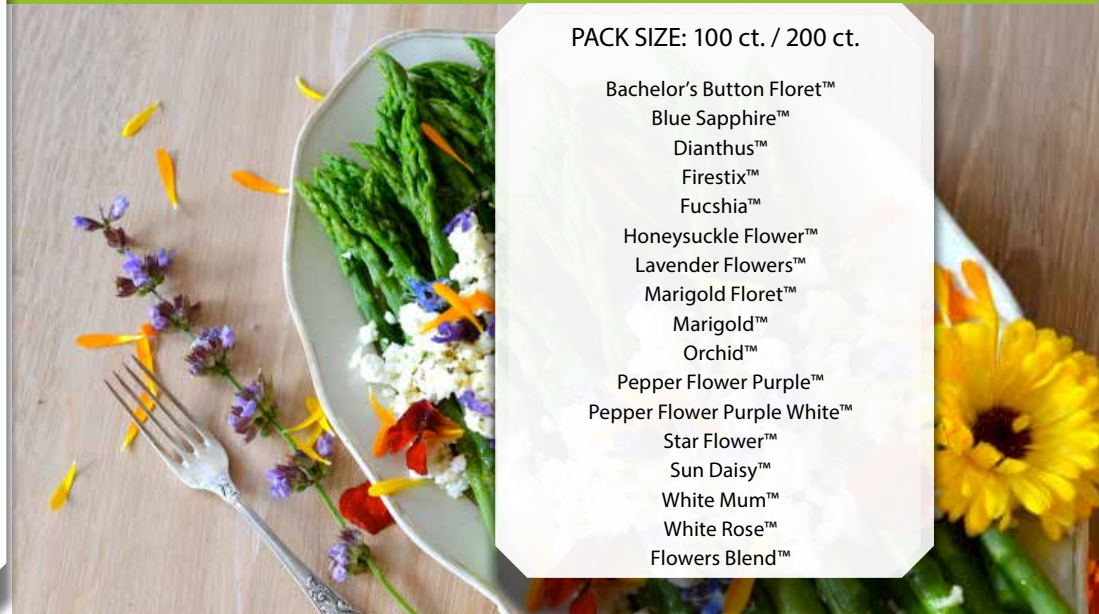 PACK SIZE: 100 ct. / 200 ct.
Bachelor’s Button Floret™
Blue Sapphire™
Dianthus™
Firestix™
Fucshia™
Honeysuckle Flower™
Lavender Flowers™
Marigold Floret™
Marigold™
Orchid™
Pepper Flower Purple™
Pepper Flower Purple White™
Star Flower™
Sun Daisy™
White Mum™
White Rose™
Flowers Blend™